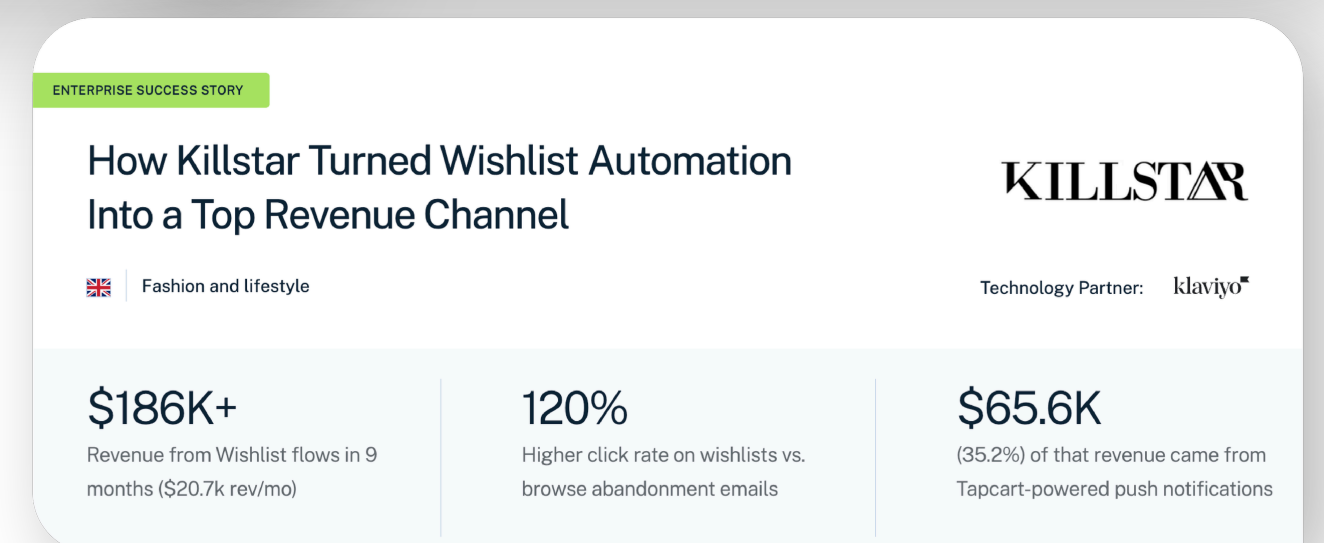 ENTERPRISE SUCCESS STORY
How Killstar Turned Wishlist Automation
Into a Top Revenue Channel
KILLSTAR
Fashion and lifestyle
Technology Partner: klaviyo
$186K+
Revenue from Wishlist flows in 9
months ($20.7k rev/mo)
120%
Higher click rate on wishlists vs.
browse abandonment emails
$65.6K
(35.2%) of that revenue came from
Tapcart-powered push notifications